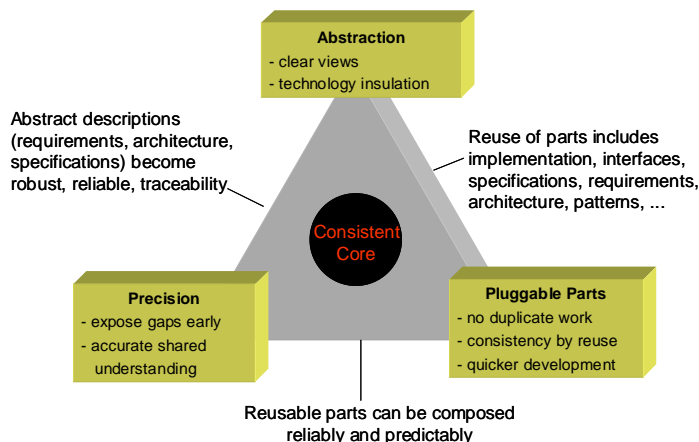 Abstraction
- clear views
- technology insulation
Abstract descriptions
(requirements, architecture,
specifications) become
robust, reliable, traceability
Reuse of parts includes
implementation, interfaces,
specifications, requirements,
architecture, patterns, ...
Consistent
Core
Precision
- expose gaps early
- accurate shared
understanding
Pluggable Parts
- no duplicate work
- consistency by reuse
- quicker development
Reusable parts can be composed
reliably and predictably